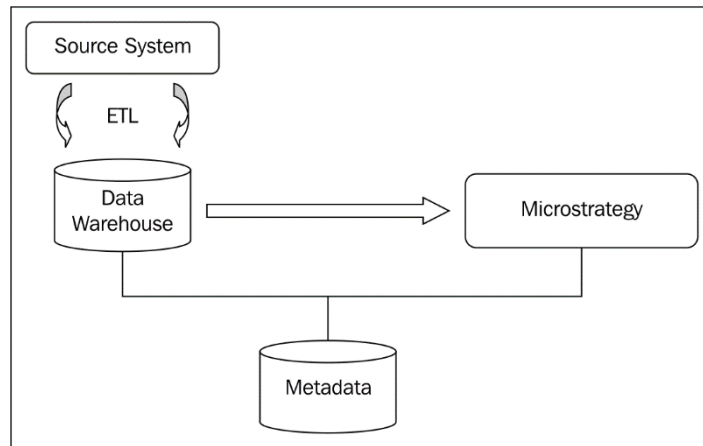 Source System
ETL
Data
Warehouse
Microstrategy
Metadata